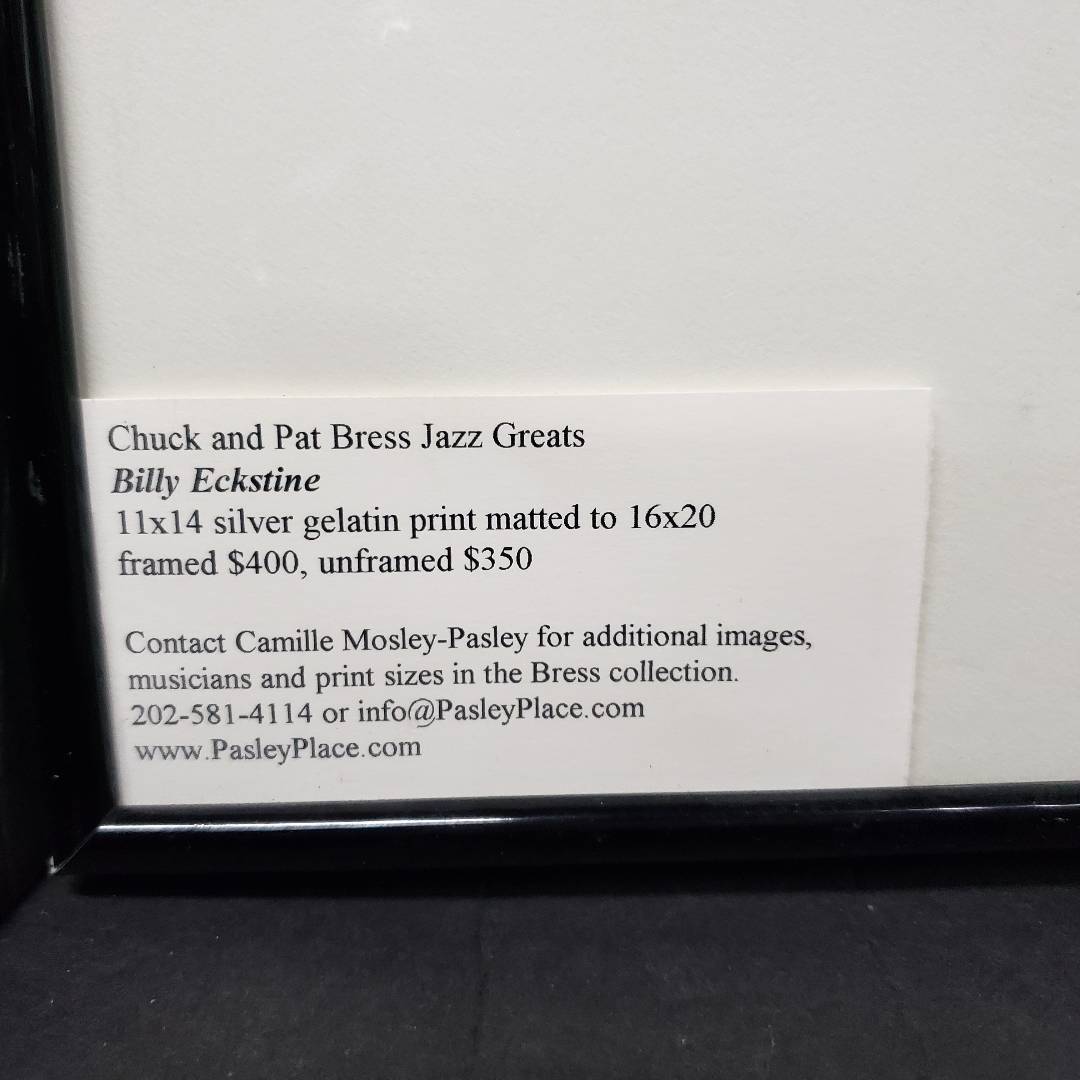 Chuck and Pat Bress Jazz Greats
Billy Eckstine
11x14 silver gelatin print matted to 16x20
framed $400, unframed $350
Contact Camille Mosley-Pasley for additional images,
musicians and print sizes in the Bress collection.
202-581-4114 or info@PasleyPlace.com
www.PasleyPlace.com